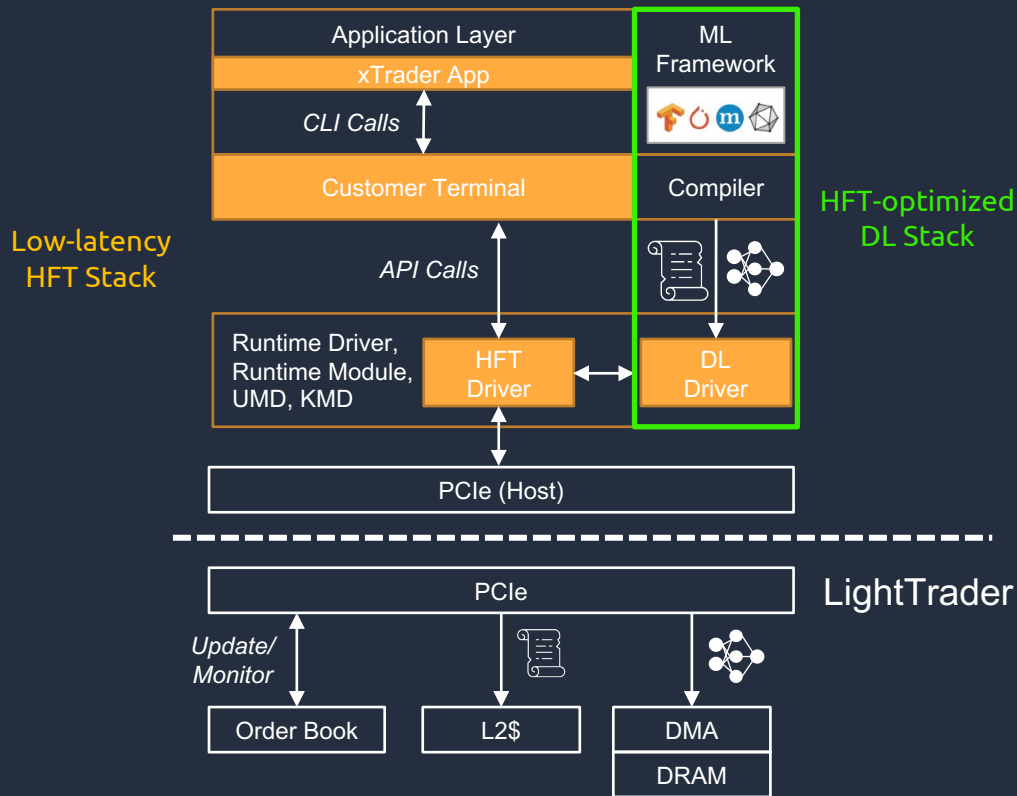 Application Layer
xTrader App
CLI Calls
Customer Terminal
API Calls
ML
Framework
m
Compiler
Low-latency
HFT Stack
HFT-optimized
DL Stack
Runtime Driver,
Runtime Module,
UMD, KMD
HFT
Driver
DL
Driver
PCIe (Host)
PCIe
LightTrader
Update/
Monitor
Order Book
L2$
DMA
DRAM